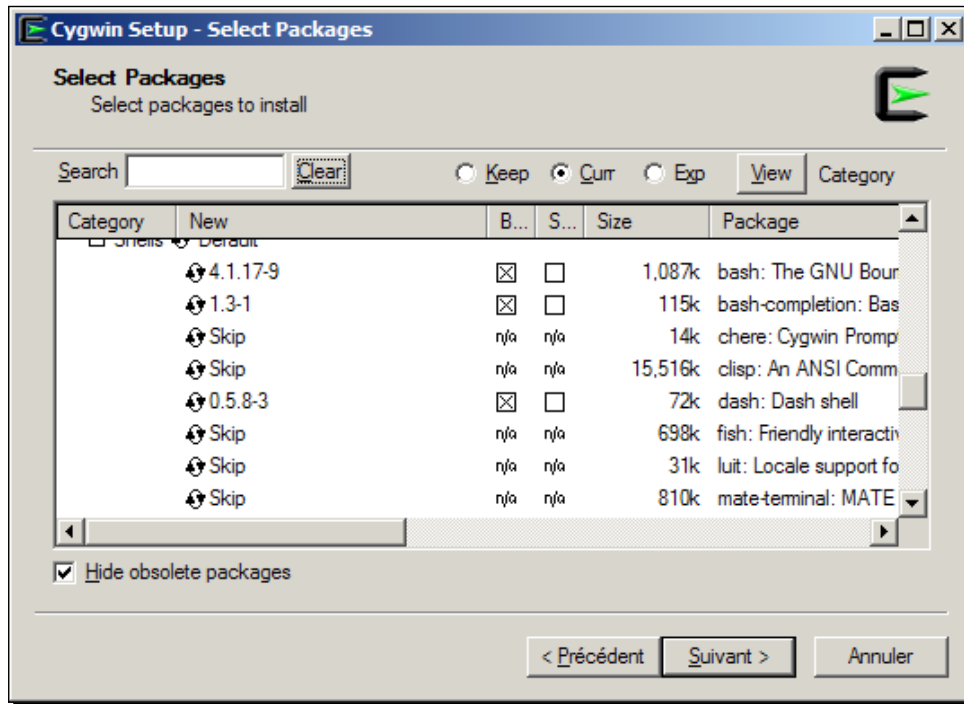 Cygwin Setup - Select Packages
Select Packages
Select packages to install
Search Clear Keep Curr Exp View Category
Category New B... S... Size Package
Shells Default
4.1.17-9 1,087k bash: The GNU Bour
1.3-1 115k bash-completion: Bas
Skip n/a n/a 14k chere: Cygwin Promp
Skip n/a n/a 15,516k clisp: An ANSI Comm
0.5.8-3 72k dash: Dash shell
Skip n/a n/a 698k fish: Friendly interactiv
Skip n/a n/a 31k luit: Locale support fo
Skip n/a n/a 810k mate-terminal: MATE
Hide obsolete packages
< Précédent Suivant > Annuler